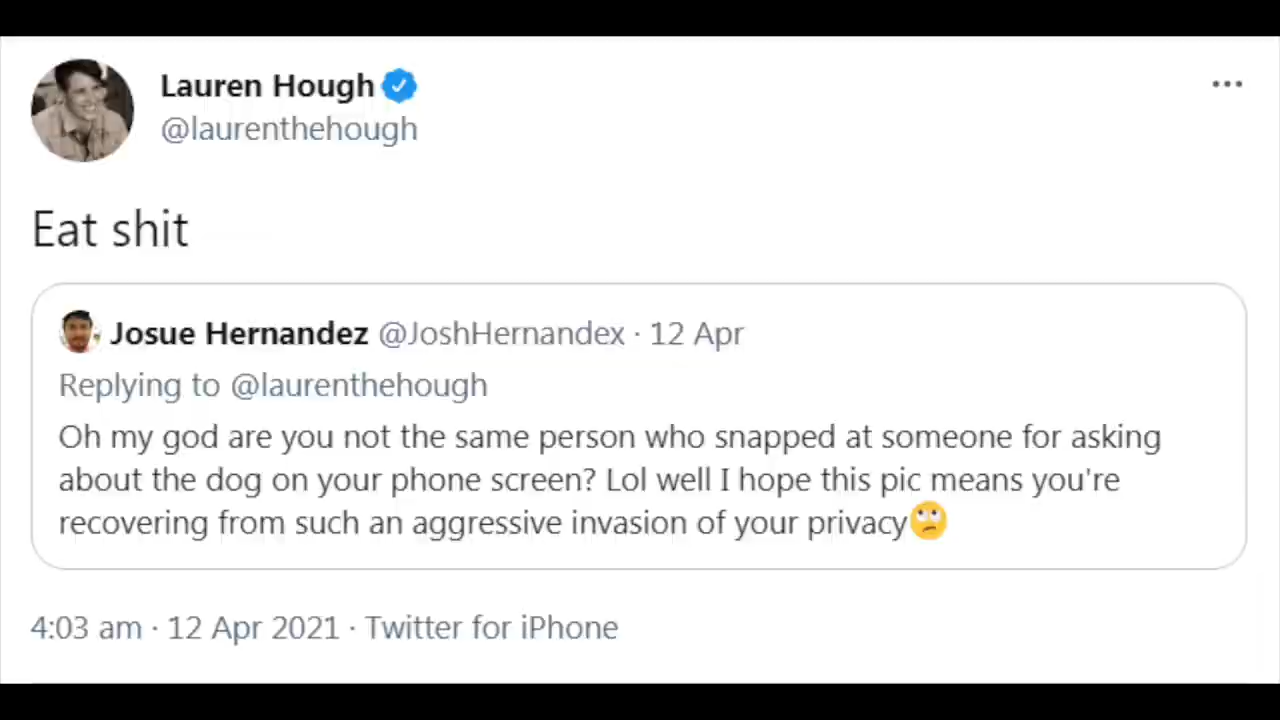 Lauren Hough
@laurenthehough
Eat shit
Josue Hernandez @JoshHernandex · 12 Apr
Replying to @laurenthehough
Oh my god are you not the same person who snapped at someone for asking
about the dog on your phone screen? Lol well I hope this pic means you're
recovering from such an aggressive invasion of your privacy🙄
4:03 am · 12 Apr 2021 · Twitter for iPhone